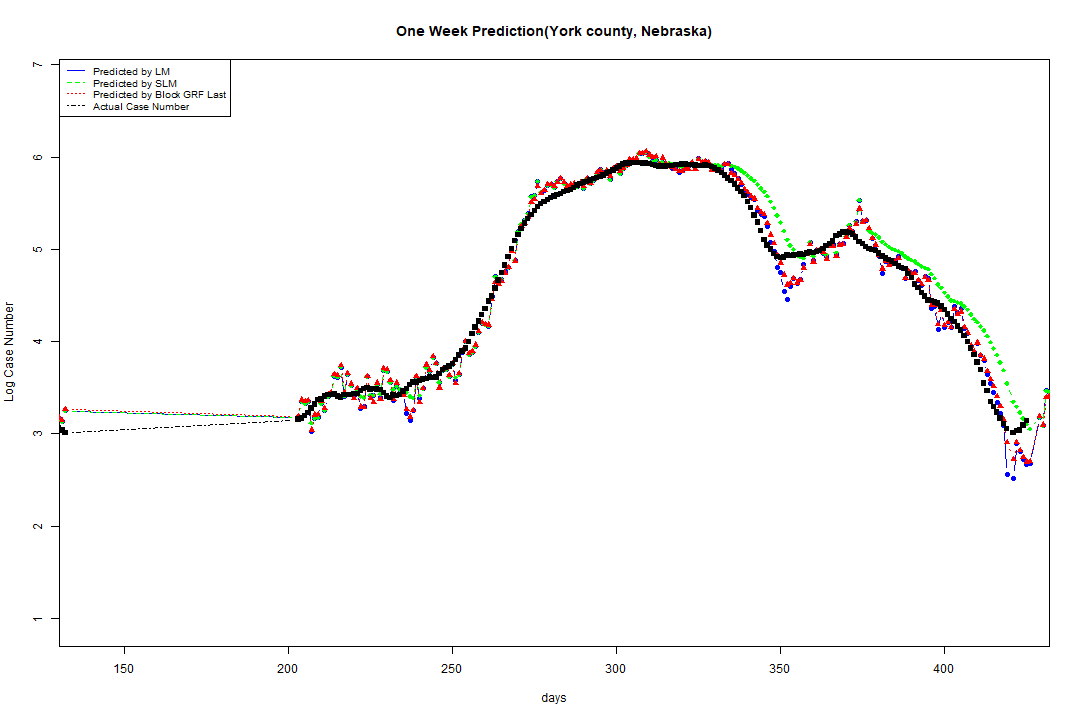 One Week Prediction(York county, Nebraska)
Predicted by LM
Predicted by SLM
Predicted by Block GRF Last
Actual Case Number
7
6
5
4
3
2
1
Log Case Number
150
200
250
300
350
400
days